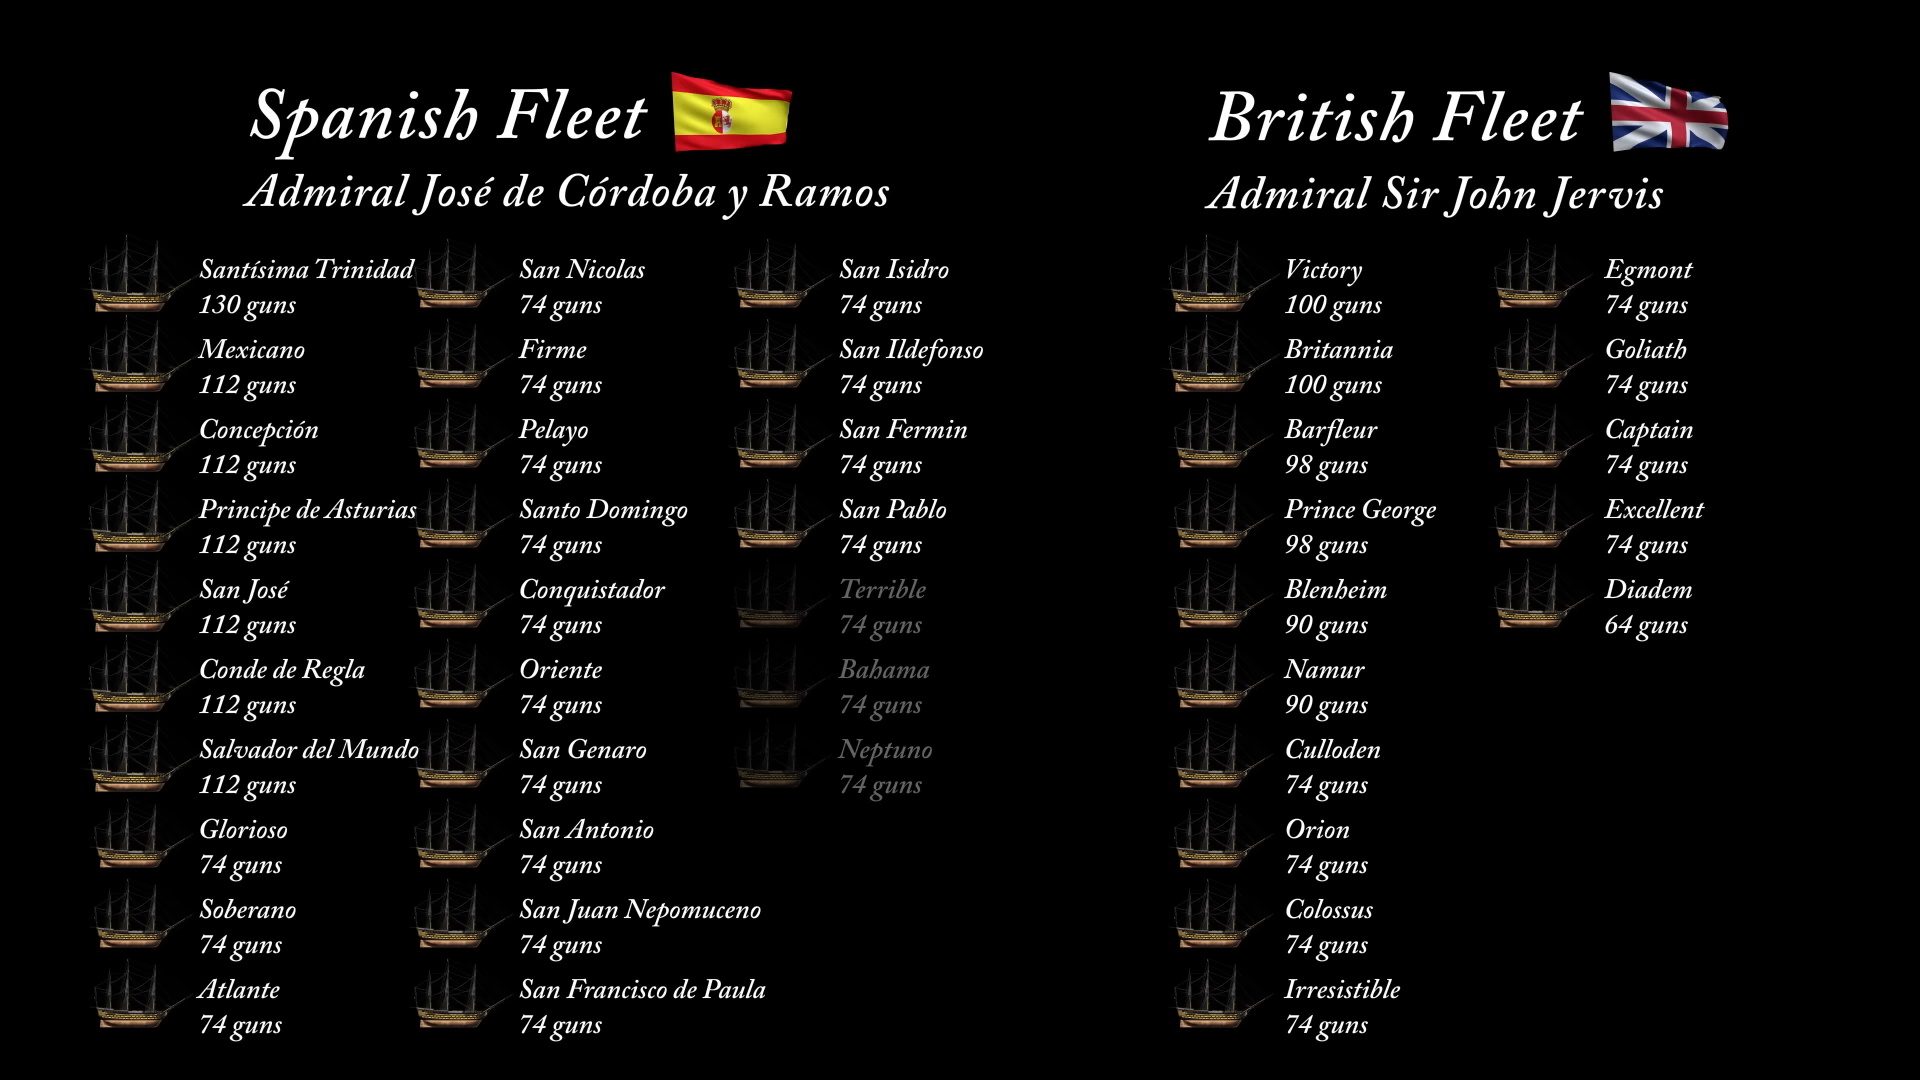 Spanish Fleet
Admiral José de Córdoba y Ramos
Santísima Trinidad
130 guns
Mexicano
112 guns
Concepción
112 guns
Principe de Asturias
112 guns
San José
112 guns
Conde de Regla
112 guns
Salvador del Mundo
112 guns
Glorioso
74 guns
Soberano
74 guns
Atlante
74 guns
San Nicolas
74 guns
Firme
74 guns
Pelayo
74 guns
Santo Domingo
74 guns
Conquistador
74 guns
Oriente
74 guns
San Genaro
74 guns
San Antonio
74 guns
San Juan Nepomuceno
74 guns
San Francisco de Paula
74 guns
San Isidro
74 guns
San Ildefonso
74 guns
San Fermin
74 guns
San Pablo
74 guns
Terrible
74 guns
Bahama
74 guns
Neptuno
74 guns
British Fleet
Admiral Sir John Jervis
Victory
100 guns
Britannia
100 guns
Barfleur
98 guns
Prince George
98 guns
Blenheim
90 guns
Namur
90 guns
Culloden
74 guns
Orion
74 guns
Colossus
74 guns
Irresistible
74 guns
Egmont
74 guns
Goliath
74 guns
Captain
74 guns
Excellent
74 guns
Diadem
64 guns